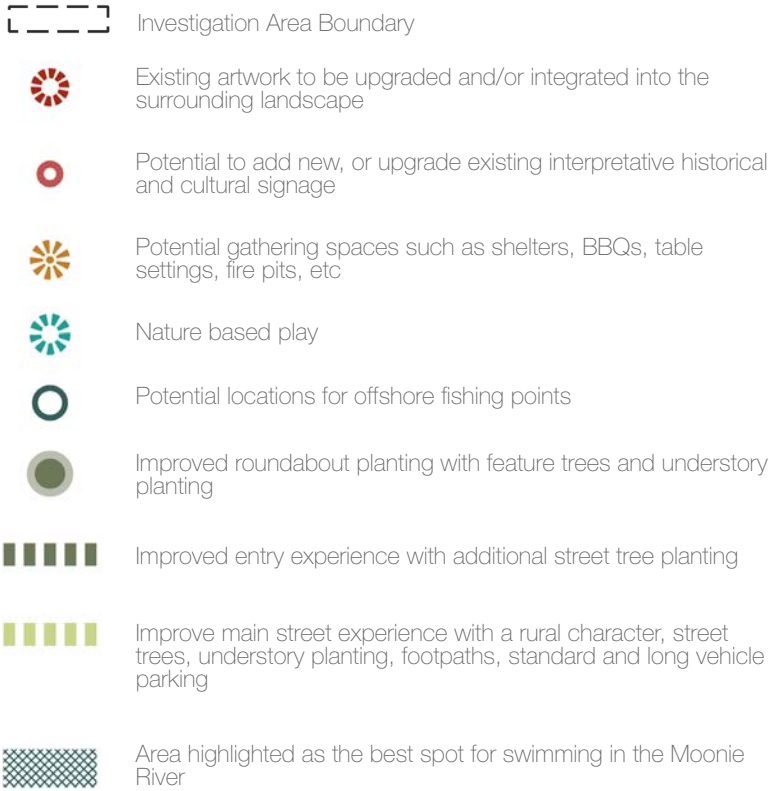 Investigation Area Boundary
Existing artwork to be upgraded and/or integrated into the
surrounding landscape
Potential to add new, or upgrade existing interpretative historical
and cultural signage
Potential gathering spaces such as shelters, BBQs, table
settings, fire pits, etc
Nature based play
Potential locations for offshore fishing points
Improved roundabout planting with feature trees and understory
planting
Improved entry experience with additional street tree planting
Improve main street experience with a rural character, street
trees, understory planting, footpaths, standard and long vehicle
parking
Area highlighted as the best spot for swimming in the Moonie
River